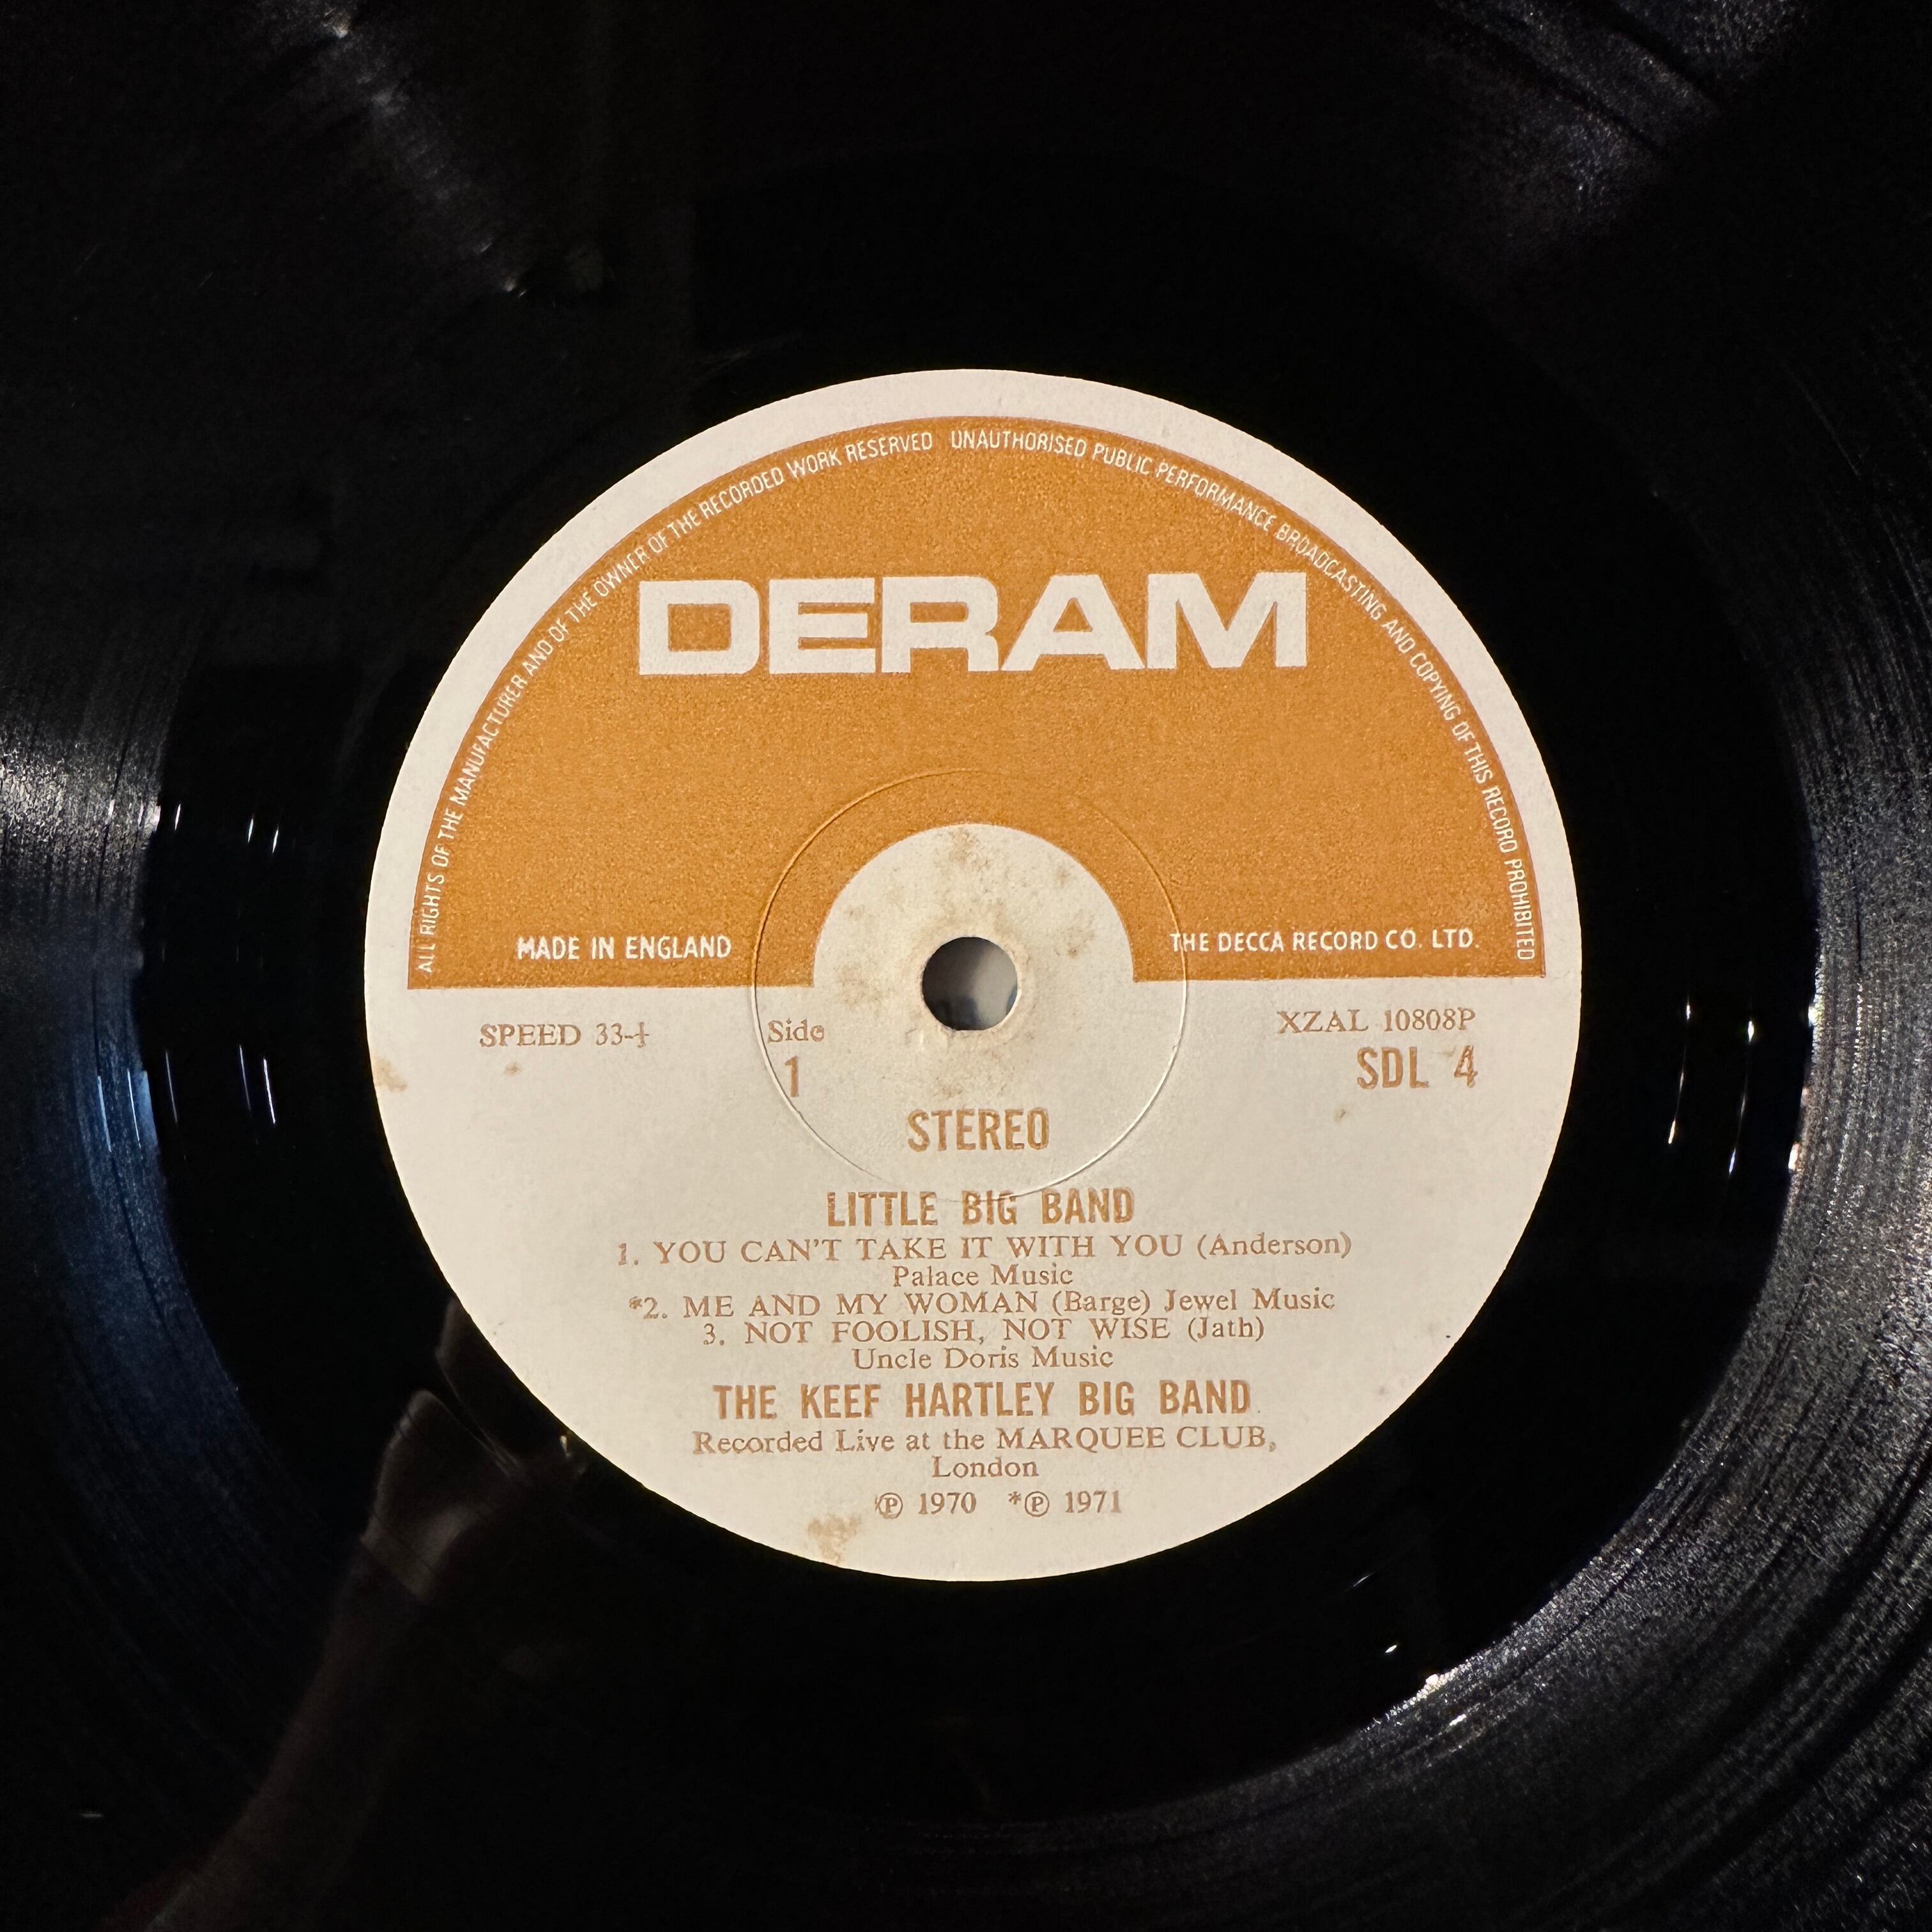 ALL RIGHTS OF THE MANUFACTURER AND OF THE OWNER OF THE RECORDED WORK RESERVED UNAUTHORISED PUBLIC PERFORMANCE BROADCASTING AND COPYING OF THIS RECORD PROHIBITED
DERAM
MADE IN ENGLAND
THE DECCA RECORD CO. LTD.
SPEED 33⅓
Side
1
XZAL 10808P
SDL 4
STEREO
LITTLE BIG BAND
1. YOU CAN'T TAKE IT WITH YOU (Anderson)
Palace Music
*2. ME AND MY WOMAN (Barge) Jewel Music
3. NOT FOOLISH, NOT WISE (Jath)
Uncle Doris Music
THE KEEF HARTLEY BIG BAND
Recorded Live at the MARQUEE CLUB,
London
℗ 1970 *℗ 1971